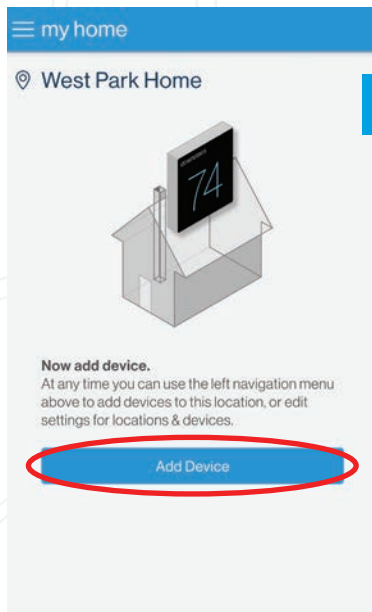 my home
West Park Home
74
Now add device.
At any time you can use the left navigation menu
above to add devices to this location, or edit
settings for locations & devices.
Add Device